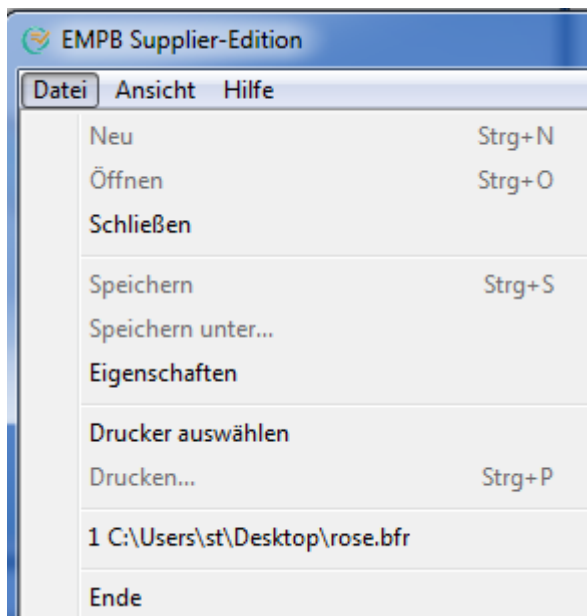 EMPB Supplier-Edition
Datei Ansicht Hilfe
Neu Strg+N
Öffnen Strg+O
Schließen
Speichern Strg+S
Speichern unter...
Eigenschaften
Drucker auswählen
Drucken... Strg+P
1 C:\Users\st\Desktop\rose.bfr
Ende